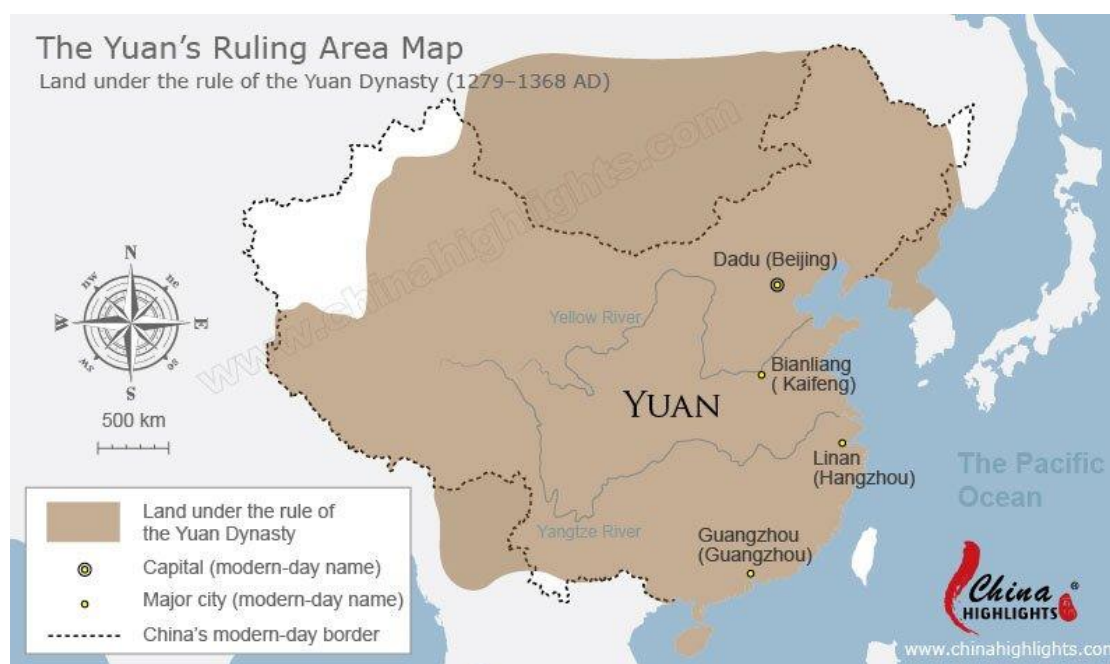 The Yuan's Ruling Area Map
Land under the rule of the Yuan Dynasty (1279–1368 AD)
www.chinahighlights.com
Dadu (Beijing)
Yellow River
N
nw
ne
W
E
sw
se
S
Bianliang
( Kaifeng)
YUAN
500 km
Linan
(Hangzhou)
The Pacific
Ocean
Yangtze River
Guangzhou
(Guangzhou)
Land under the rule of
the Yuan Dynasty
Capital (modern-day name)
Major city (modern-day name)
China's modern-day border
China ®
HIGHLIGHTS
www.chinahighlights.com